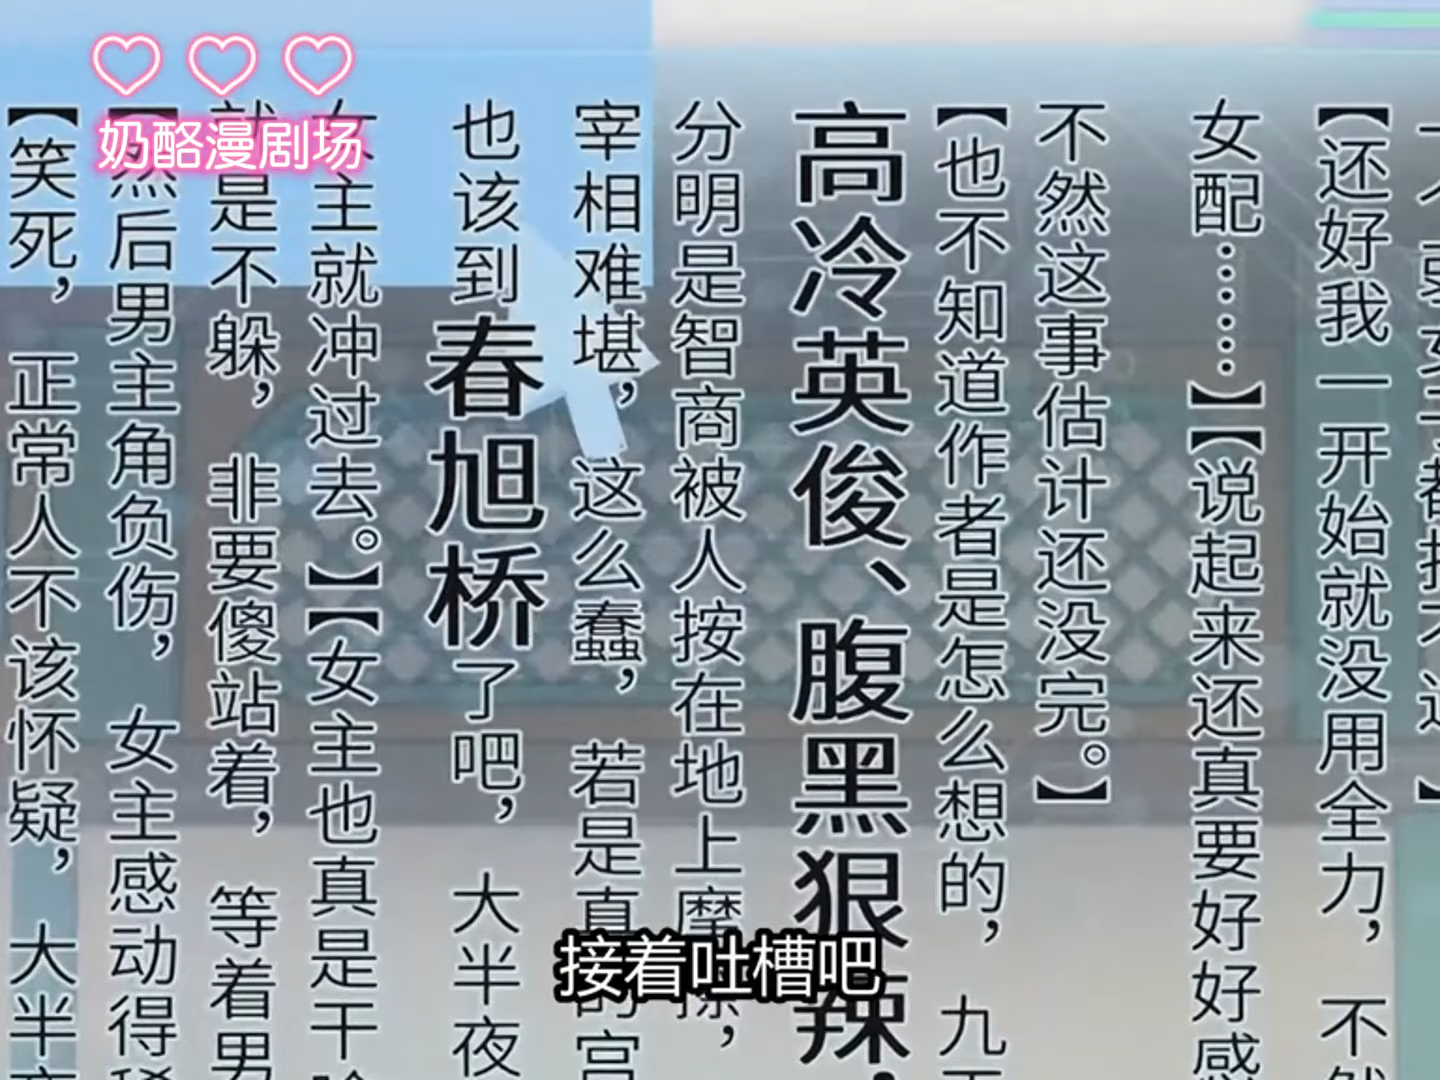 【还好我一开始就没用全力，不
女配……】【说起来还真要好好感
不然这事估计还没完。】
【也不知道作者是怎么想的，九
高冷英俊、腹黑狠辣，
分明是智商被人按在地上摩擦，
宰相难堪，这么蠢，若是真的宫
也该到春旭桥了吧，大半夜
女主就冲过去。】【女主也真是干
就是不躲，非要傻站着，等着男
【然后男主角负伤，女主感动得
【笑死，正常人不该怀疑，大半
奶酪漫剧场
接着吐槽吧